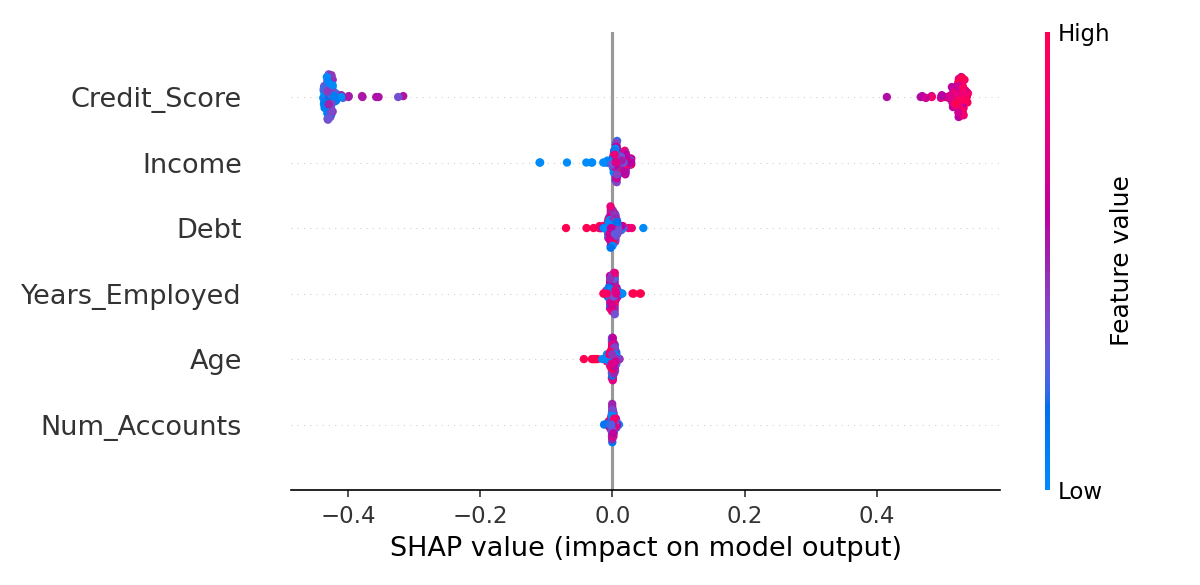 High
Credit_Score
Income
Debt
Years_Employed
Age
Num_Accounts
Feature value
Low
−0.4 −0.2 0.0 0.2 0.4
SHAP value (impact on model output)